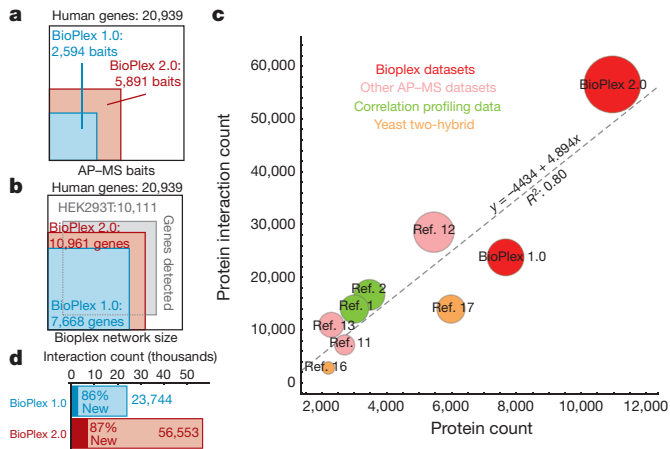 a
Human genes: 20,939
BioPlex 1.0:
2,594 baits
BioPlex 2.0:
5,891 baits
AP–MS baits
b
Human genes: 20,939
HEK293T:10,111
BioPlex 2.0:
10,961 genes
Genes detected
BioPlex 1.0:
7,668 genes
Bioplex network size
c
Protein interaction count
60,000
50,000
40,000
30,000
20,000
10,000
0
Bioplex datasets
Other AP–MS datasets
Correlation profiling data
Yeast two-hybrid
BioPlex 2.0
y = −4434 + 4.894x
R²: 0.80
Ref. 12
BioPlex 1.0
Ref. 2
Ref. 1
Ref. 17
Ref. 13
Ref. 11
Ref. 16
2,000 4,000 6,000 8,000 10,000 12,000
Protein count
d
Interaction count (thousands)
0 10 20 30 40 50
BioPlex 1.0
86%
New
23,744
BioPlex 2.0
87%
New
56,553